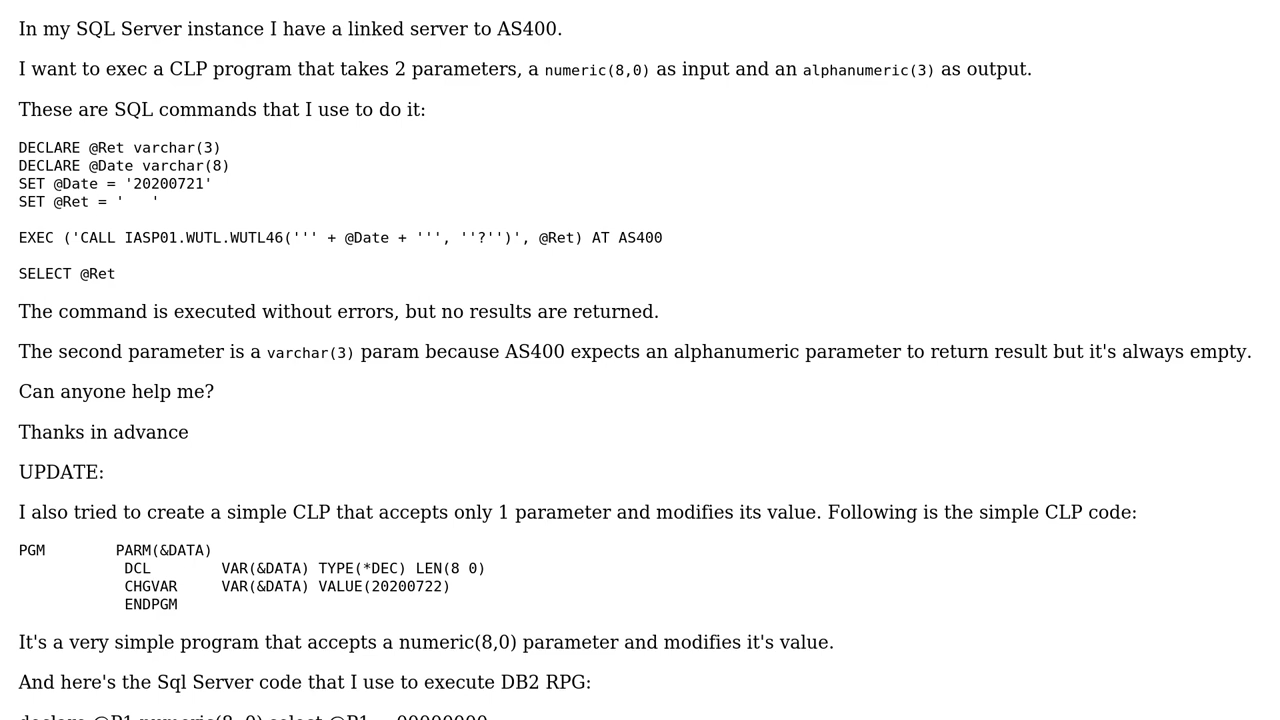 In my SQL Server instance I have a linked server to AS400.
I want to exec a CLP program that takes 2 parameters, a numeric(8,0) as input and an alphanumeric(3) as output.
These are SQL commands that I use to do it:
DECLARE @Ret varchar(3)
DECLARE @Date varchar(8)
SET @Date = '20200721'
SET @Ret = '   '
EXEC ('CALL IASP01.WUTL.WUTL46(''' + @Date + ''', ''?'')', @Ret) AT AS400
SELECT @Ret
The command is executed without errors, but no results are returned.
The second parameter is a varchar(3) param because AS400 expects an alphanumeric parameter to return result but it's always empty.
Can anyone help me?
Thanks in advance
UPDATE:
I also tried to create a simple CLP that accepts only 1 parameter and modifies its value. Following is the simple CLP code:
PGM        PARM(&DATA)
            DCL        VAR(&DATA) TYPE(*DEC) LEN(8 0)
            CHGVAR     VAR(&DATA) VALUE(20200722)
            ENDPGM
It's a very simple program that accepts a numeric(8,0) parameter and modifies it's value.
And here's the Sql Server code that I use to execute DB2 RPG: